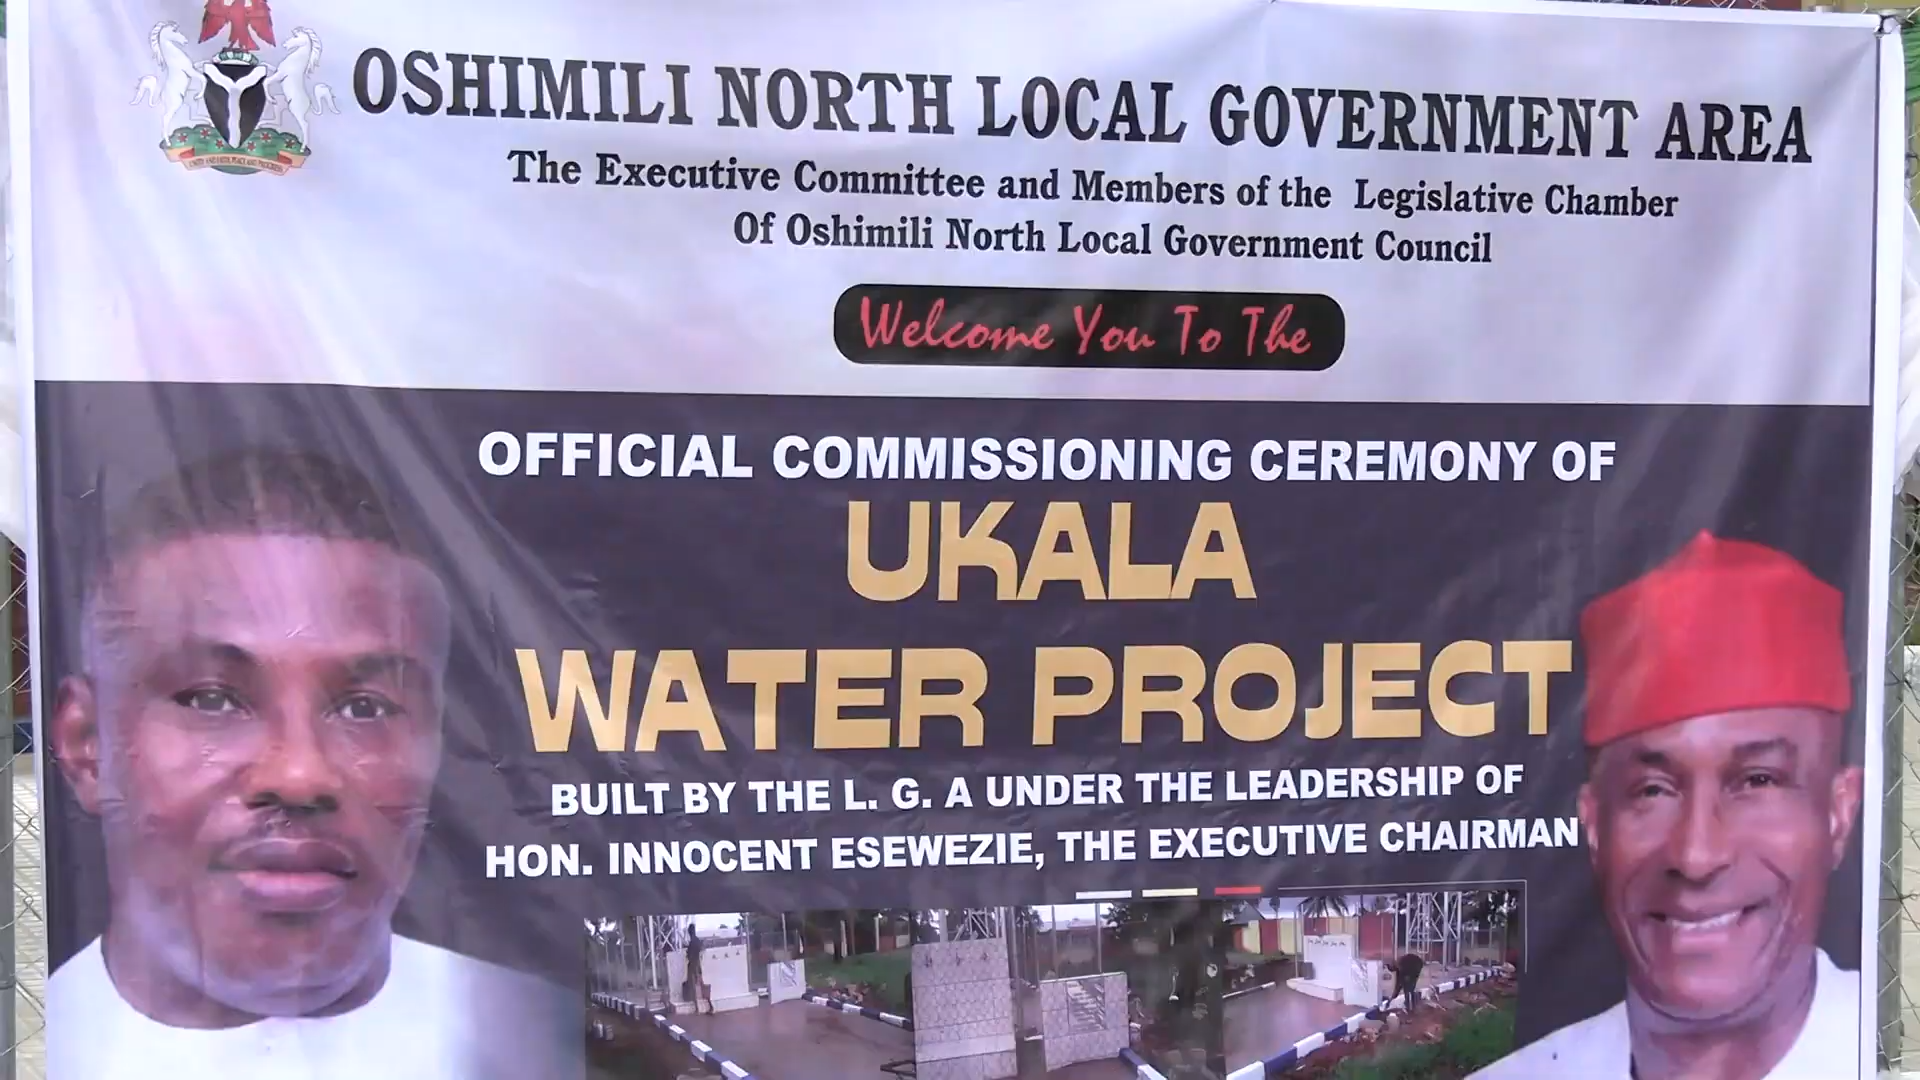 OSHIMILI NORTH LOCAL GOVERNMENT AREA
The Executive Committee and Members of the Legislative Chamber
Of Oshimili North Local Government Council
Welcome You To The
OFFICIAL COMMISSIONING CEREMONY OF
UKALA
WATER PROJECT
BUILT BY THE L. G. A UNDER THE LEADERSHIP OF
HON. INNOCENT ESEWEZIE, THE EXECUTIVE CHAIRMAN